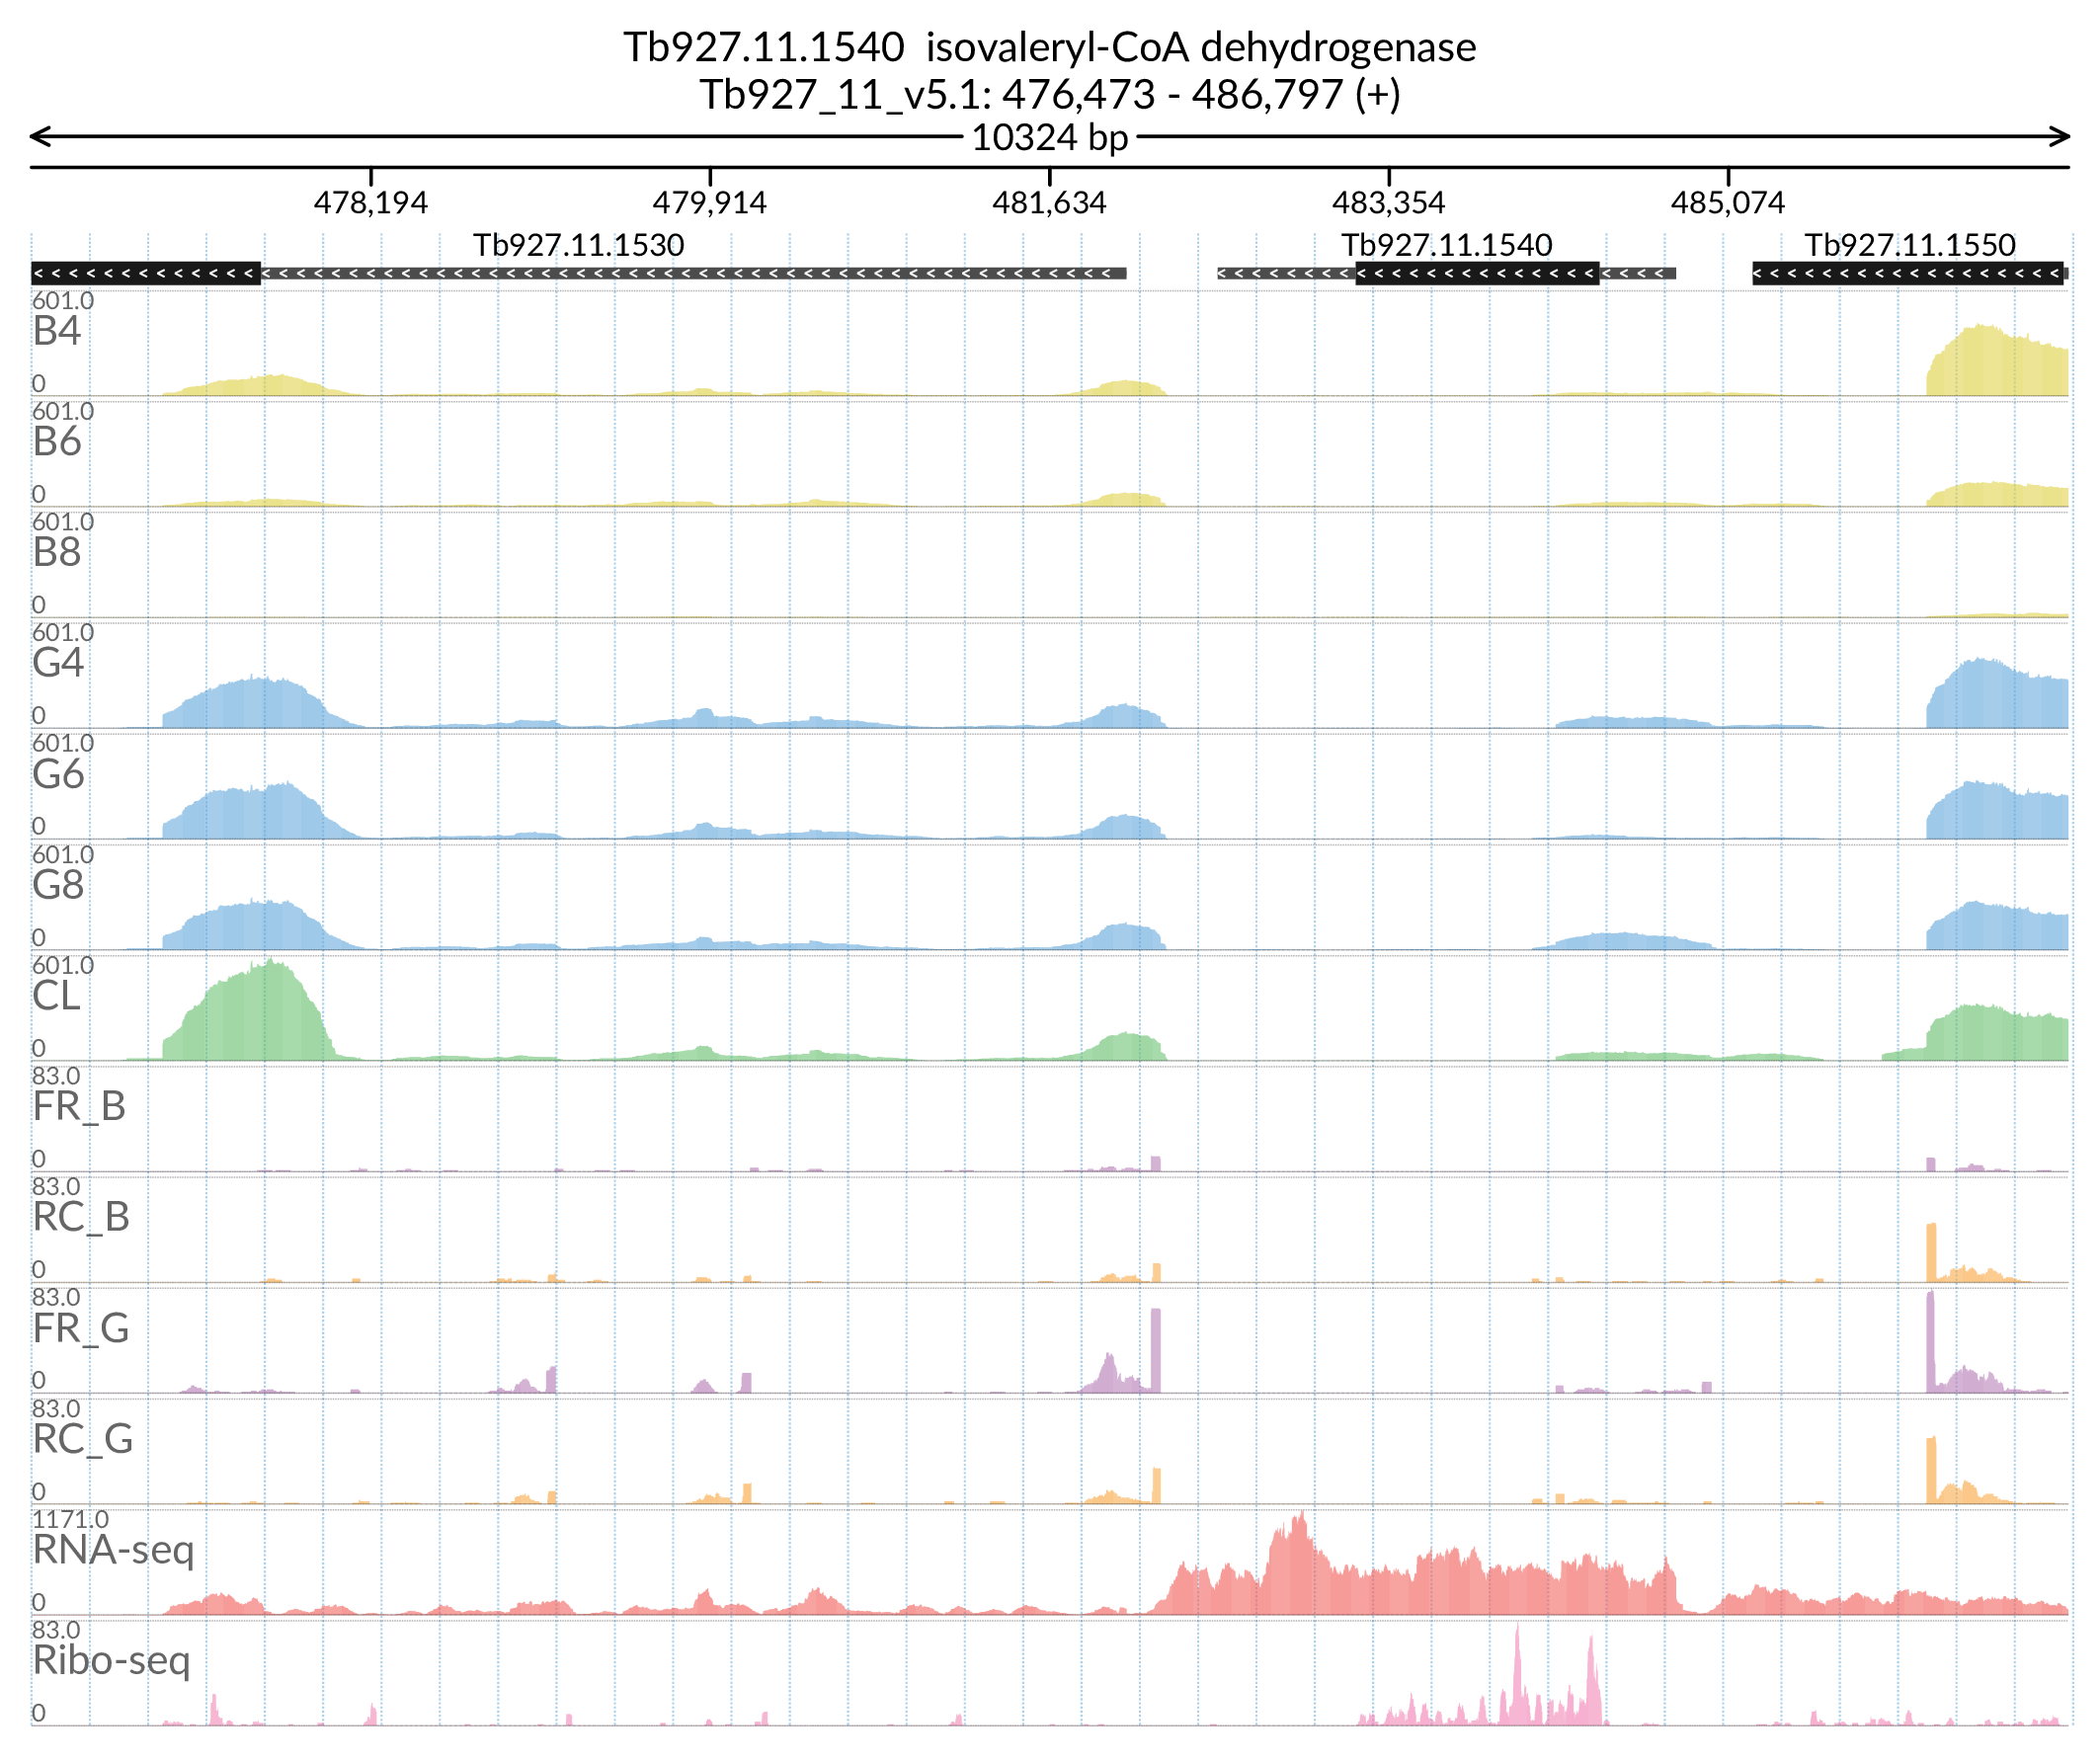 Tb927.11.1540 isovaleryl-CoA dehydrogenase
Tb927_11_v5.1: 476,473 - 486,797 (+)
10324 bp
478,194 479,914 481,634 483,354 485,074
Tb927.11.1530 Tb927.11.1540 Tb927.11.1550
601.0
B4
0
601.0
B6
0
601.0
B8
0
601.0
G4
0
601.0
G6
0
601.0
G8
0
601.0
CL
0
83.0
FR_B
0
83.0
RC_B
0
83.0
FR_G
0
83.0
RC_G
0
1171.0
RNA-seq
0
83.0
Ribo-seq
0